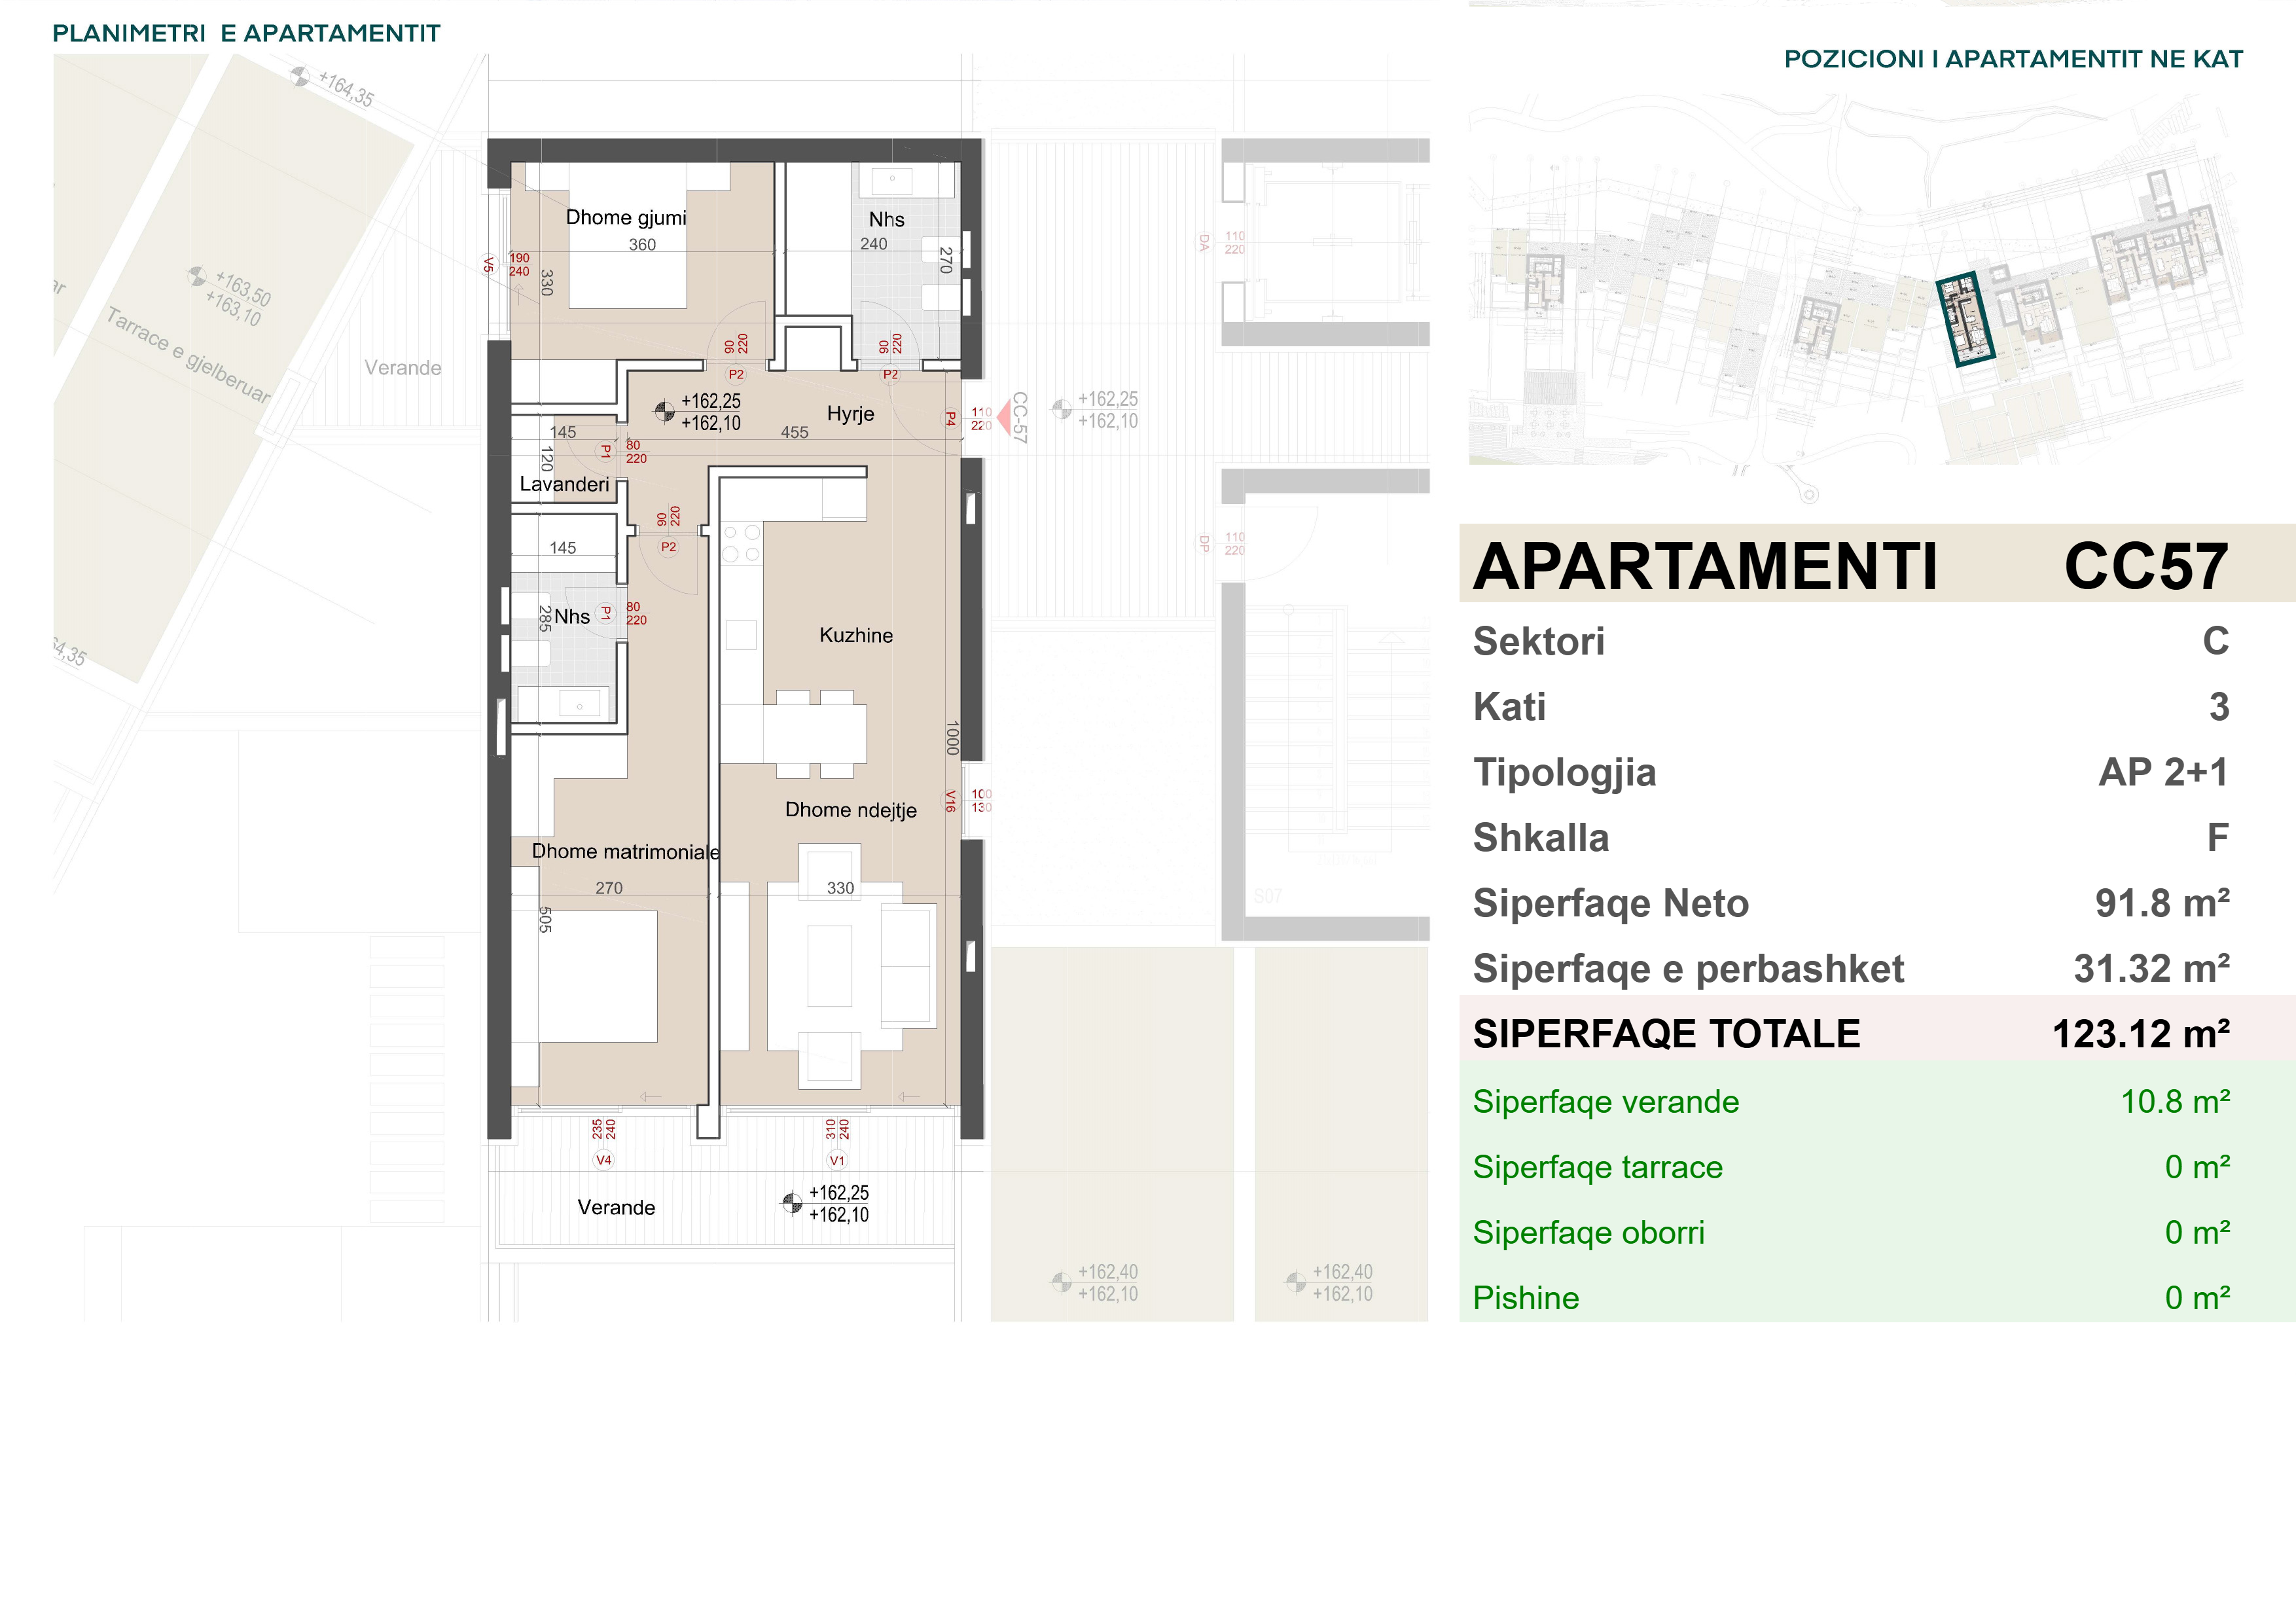 PLANIMETRI E APARTAMENTIT
POZICIONI I APARTAMENTIT NE KAT
+164,35
+163,50
+163,10
Tarrace e gjelberuar
Verande
Dhome gjumi
360
330
V5
190
240
Nhs
240
270
90
220
P2
90
220
P2
+162,25
+162,10
Hyrje
P4
110
220
CC-57
+162,25
+162,10
DA
110
220
145
455
120
P1
80
220
Lavanderi
90
220
P2
DP
110
220
145
285
Nhs
P1
80
220
Kuzhine
1000
Dhome ndejtje
V16
100
130
Dhome matrimoniale
270
330
505
S07
235
240
V4
310
240
V1
Verande
+162,25
+162,10
+162,40
+162,10
+162,40
+162,10
APARTAMENTI CC57
Sektori C
Kati 3
Tipologjia AP 2+1
Shkalla F
Siperfaqe Neto 91.8 m²
Siperfaqe e perbashket 31.32 m²
SIPERFAQE TOTALE 123.12 m²
Siperfaqe verande 10.8 m²
Siperfaqe tarrace 0 m²
Siperfaqe oborri 0 m²
Pishine 0 m²